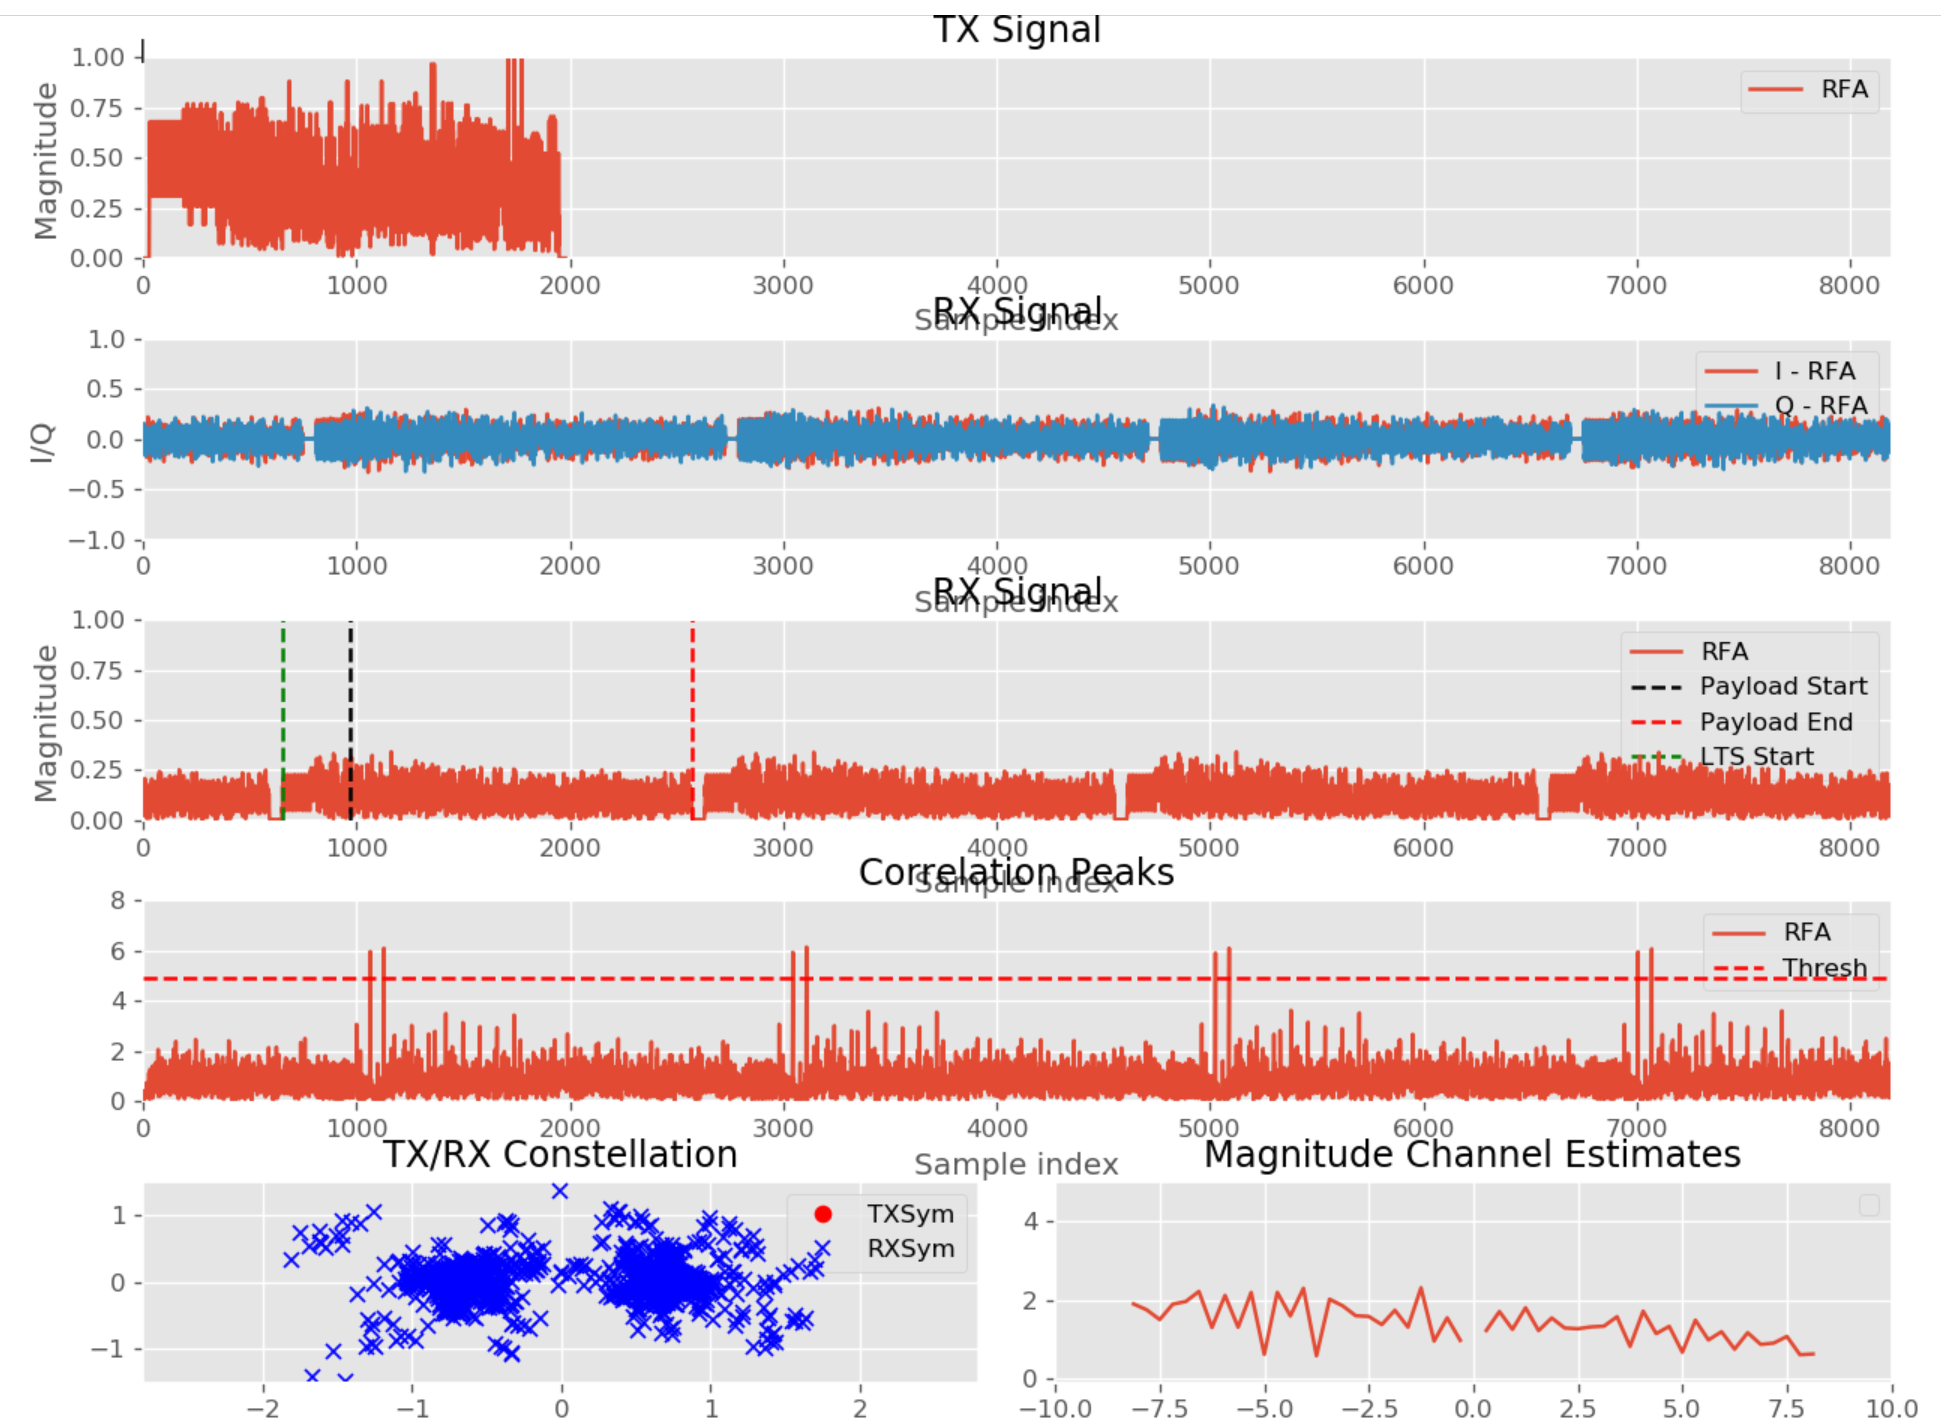 TX Signal
1.00
0.75
0.50
0.25
0.00
Magnitude
RFA
0 1000 2000 3000 4000 5000 6000 7000 8000
Sample index
RX Signal
1.0
0.5
0.0
−0.5
−1.0
I/Q
I - RFA
Q - RFA
0 1000 2000 3000 4000 5000 6000 7000 8000
Sample index
RX Signal
1.00
0.75
0.50
0.25
0.00
Magnitude
RFA
Payload Start
Payload End
LTS Start
0 1000 2000 3000 4000 5000 6000 7000 8000
Sample index
Correlation Peaks
8
6
4
2
0
RFA
Thresh
0 1000 2000 3000 4000 5000 6000 7000 8000
Sample index
TX/RX Constellation
1
0
−1
TXSym
RXSym
−2 −1 0 1 2
Magnitude Channel Estimates
4
2
0
−10.0 −7.5 −5.0 −2.5 0.0 2.5 5.0 7.5 10.0